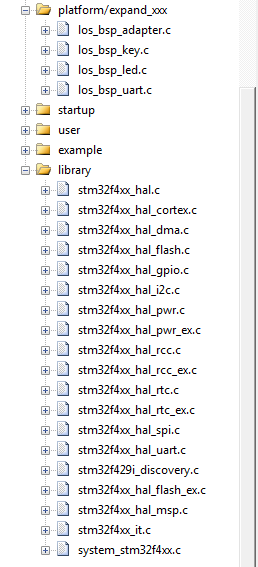 platform/expand_xxx
los_bsp_adapter.c
los_bsp_key.c
los_bsp_led.c
los_bsp_uart.c
startup
user
example
library
stm32f4xx_hal.c
stm32f4xx_hal_cortex.c
stm32f4xx_hal_dma.c
stm32f4xx_hal_flash.c
stm32f4xx_hal_gpio.c
stm32f4xx_hal_i2c.c
stm32f4xx_hal_pwr.c
stm32f4xx_hal_pwr_ex.c
stm32f4xx_hal_rcc.c
stm32f4xx_hal_rcc_ex.c
stm32f4xx_hal_rtc.c
stm32f4xx_hal_rtc_ex.c
stm32f4xx_hal_spi.c
stm32f4xx_hal_uart.c
stm32f429i_discovery.c
stm32f4xx_hal_flash_ex.c
stm32f4xx_hal_msp.c
stm32f4xx_it.c
system_stm32f4xx.c